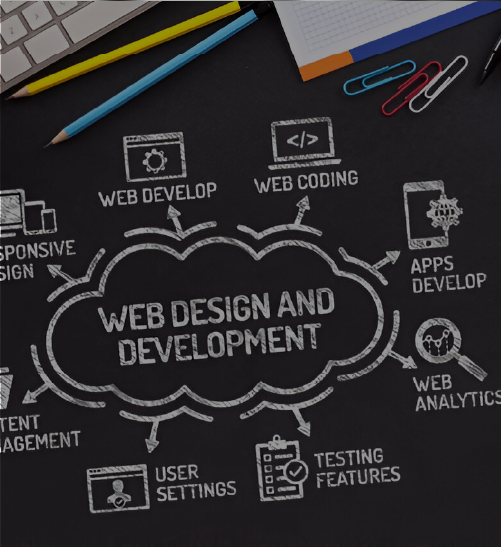 </>
WEB DEVELOP
WEB CODING
SPONSIVE
SIGN
APPS
DEVELOP
WEB DESIGN AND
DEVELOPMENT
WEB
ANALYTICS
TENT
AGEMENT
USER
SETTINGS
TESTING
FEATURES